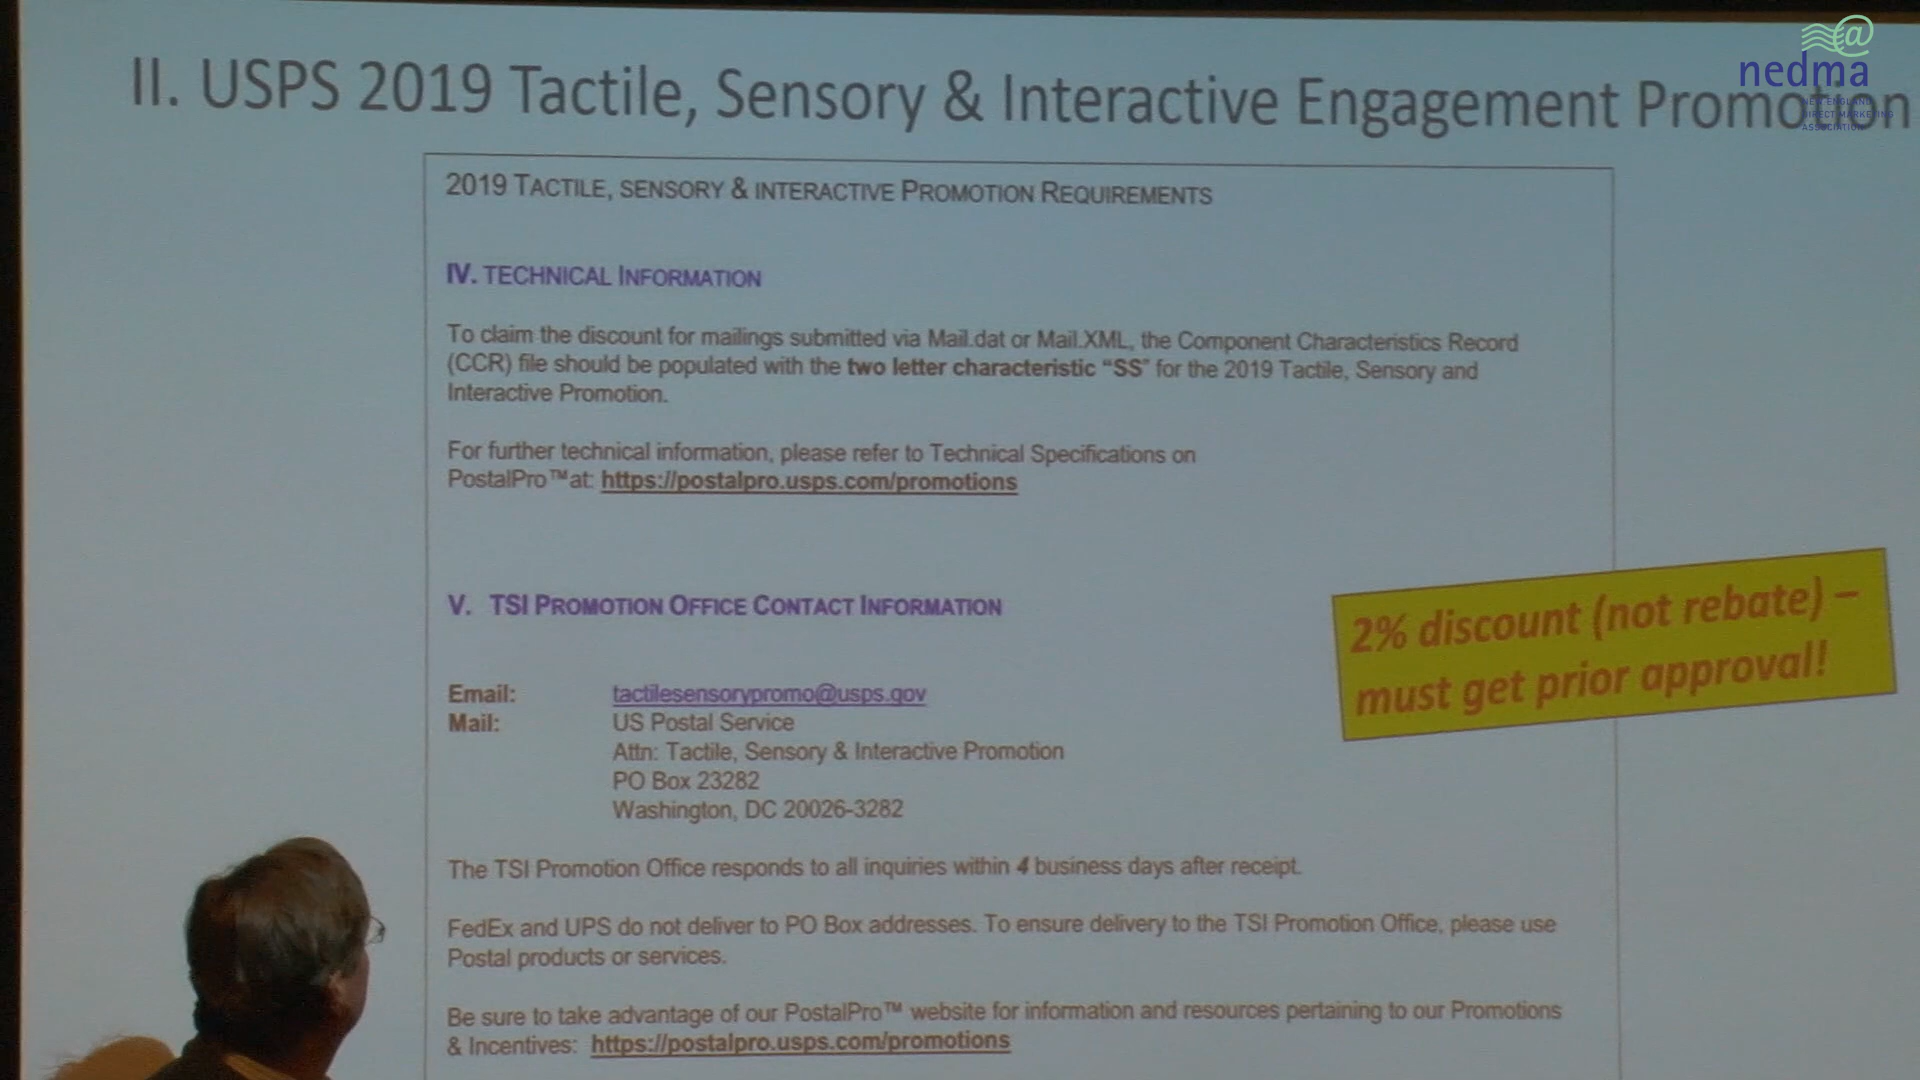 II. USPS 2019 Tactile, Sensory & Interactive Engagement Promotion
nedma
NEW ENGLAND
DIRECT MARKETING
ASSOCIATION
2019 TACTILE, SENSORY & INTERACTIVE PROMOTION REQUIREMENTS
IV. TECHNICAL INFORMATION
To claim the discount for mailings submitted via Mail.dat or Mail.XML, the Component Characteristics Record
(CCR) file should be populated with the two letter characteristic "SS" for the 2019 Tactile, Sensory and
Interactive Promotion.
For further technical information, please refer to Technical Specifications on
PostalPro™at: https://postalpro.usps.com/promotions
V. TSI PROMOTION OFFICE CONTACT INFORMATION
2% discount (not rebate) –
must get prior approval!
Email: tactilesensorypromo@usps.gov
Mail: US Postal Service
Attn: Tactile, Sensory & Interactive Promotion
PO Box 23282
Washington, DC 20026-3282
The TSI Promotion Office responds to all inquiries within 4 business days after receipt.
FedEx and UPS do not deliver to PO Box addresses. To ensure delivery to the TSI Promotion Office, please use
Postal products or services.
Be sure to take advantage of our PostalPro™ website for information and resources pertaining to our Promotions
& Incentives: https://postalpro.usps.com/promotions